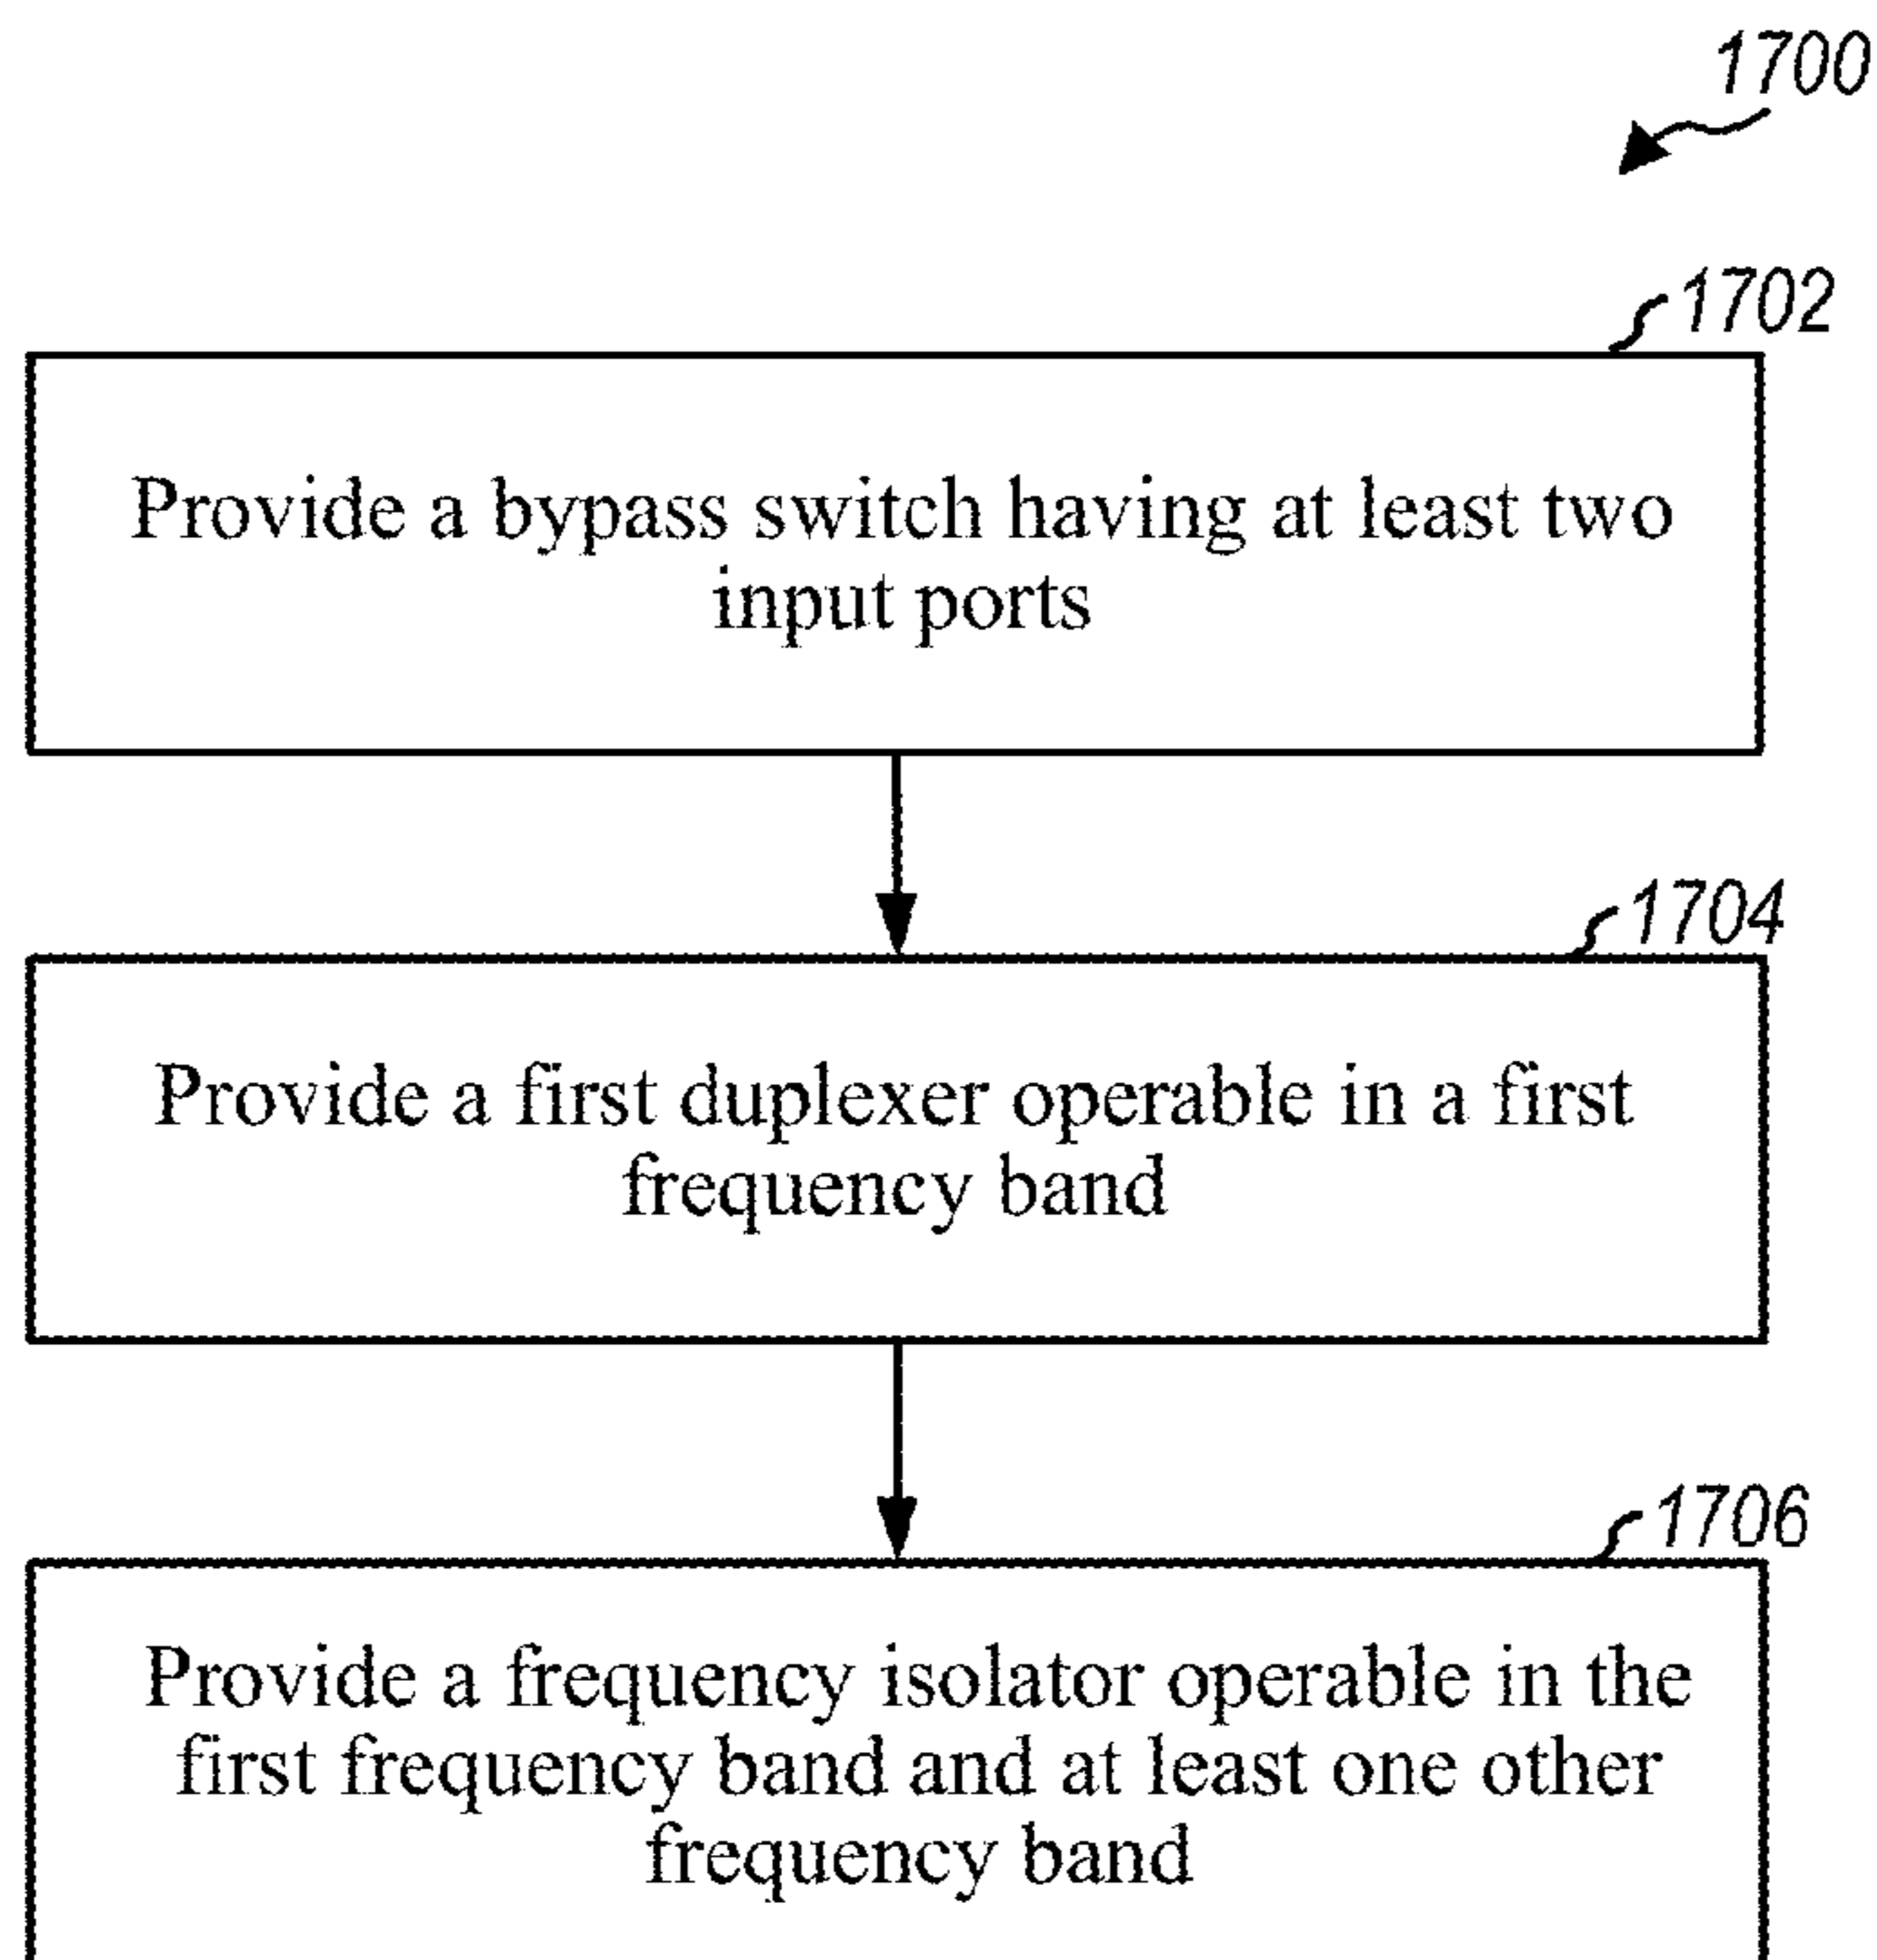 1700
1702
Provide a bypass switch having at least two
input ports
1704
Provide a first duplexer operable in a first
frequency band
1706
Provide a frequency isolator operable in the
first frequency band and at least one other
frequency band